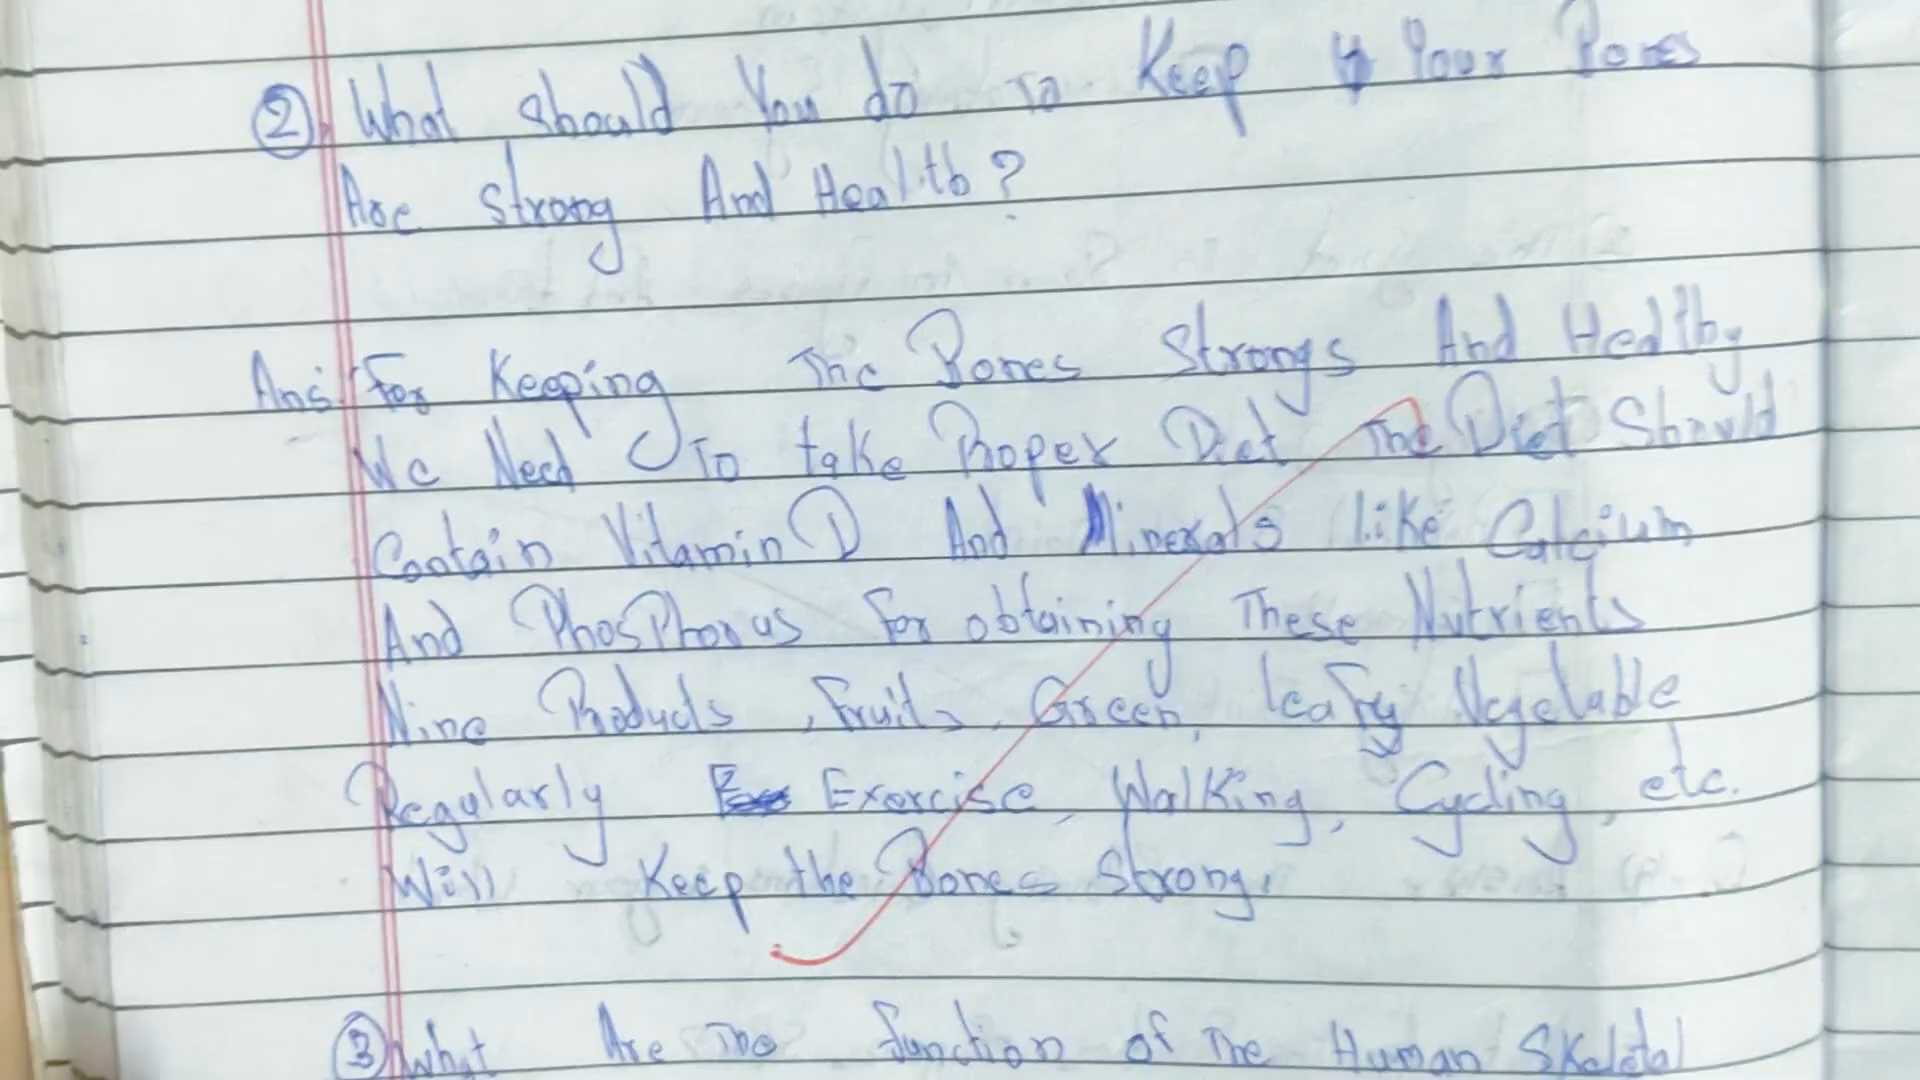 ② What Should You do To Keep Your Bones
Are Strong And Health?
Ans: For Keeping The Bones Strongs And Healthy
We Need To take Proper Diet The Diet Should
Contain Vitamin D And Minerals like Calcium
And PhosPhorus For obtaining These Nutrients
Products, Fruits, Green, leafy Vegetable
Regularly Exercise, Walking, Cycling, etc.
Will Keep the Bones Strong.
③ What Are The function of The Human Skeletal